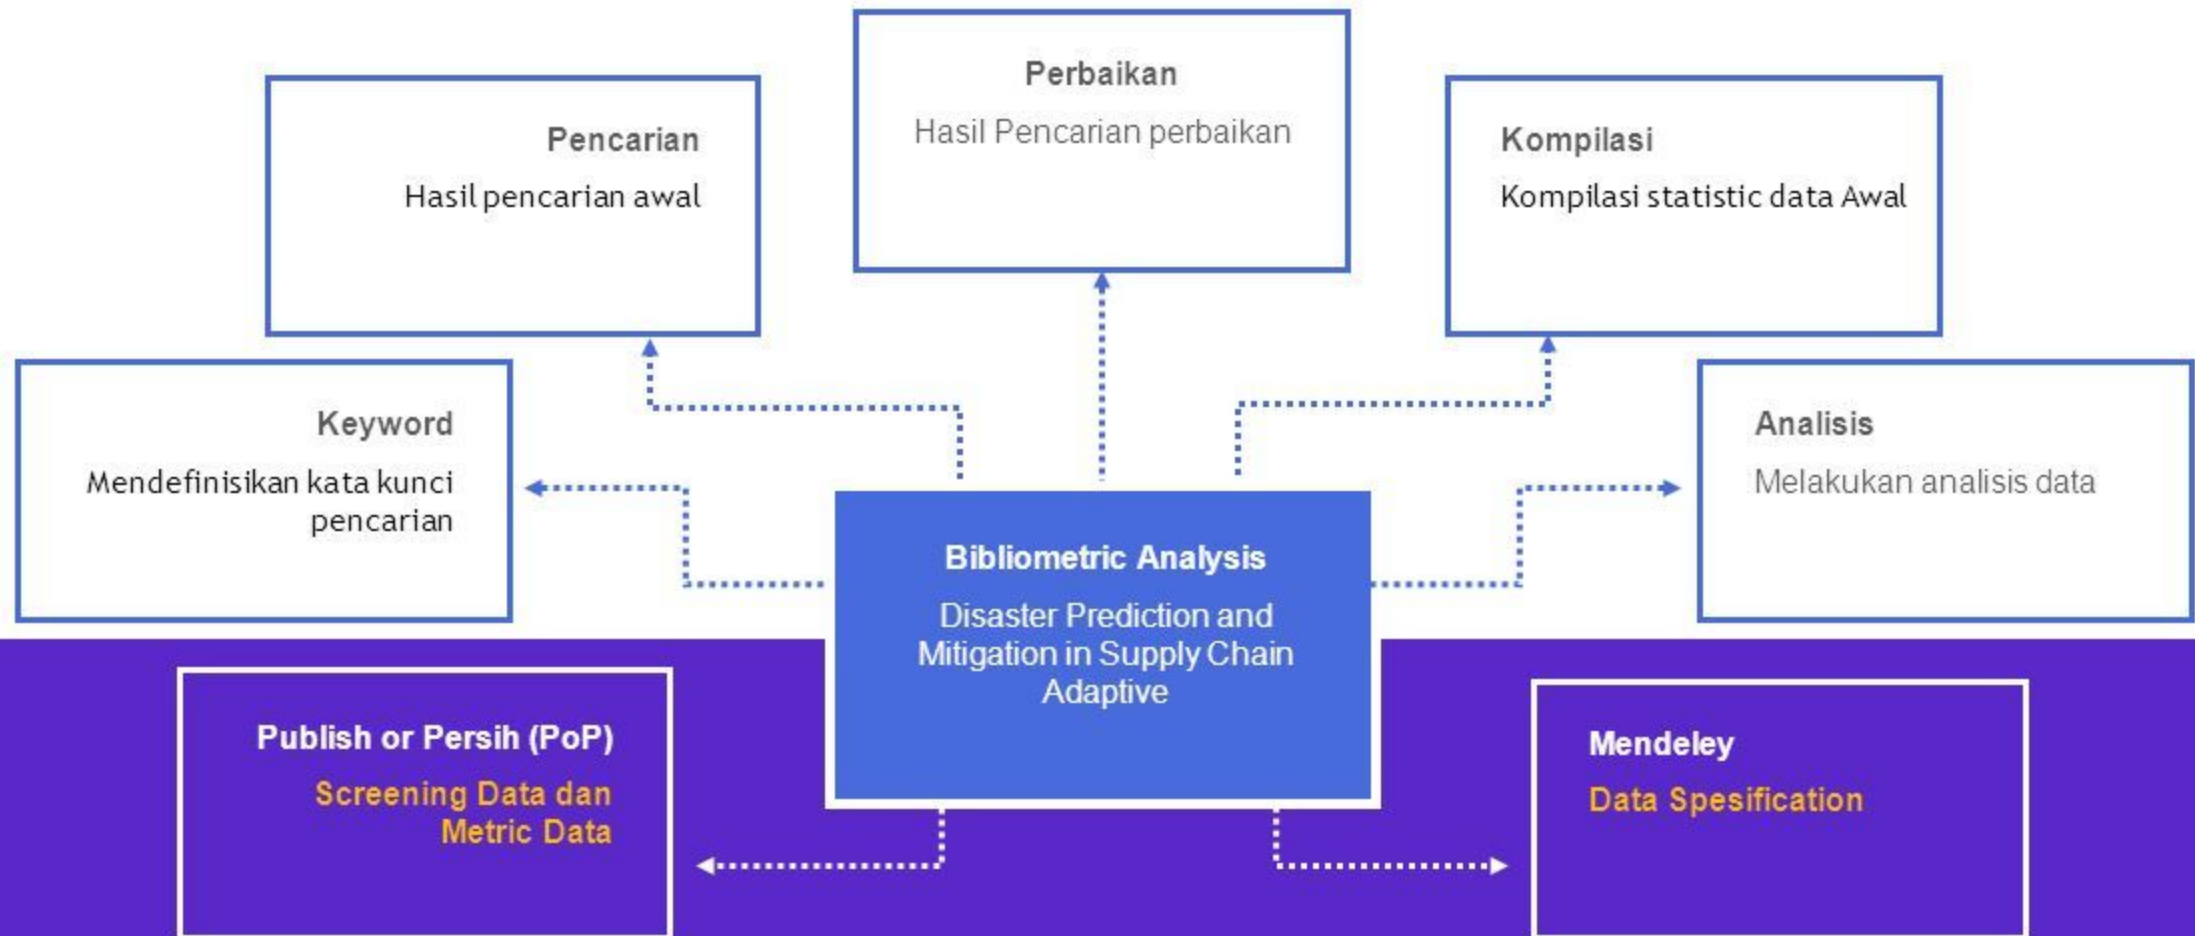 Perbaikan
Hasil Pencarian perbaikan
Pencarian
Hasil pencarian awal
Kompilasi
Kompilasi statistic data Awal
Keyword
Mendefinisikan kata kunci
pencarian
Analisis
Melakukan analisis data
Bibliometric Analysis
Disaster Prediction and
Mitigation in Supply Chain
Adaptive
Publish or Persih (PoP)
Screening Data dan
Metric Data
Mendeley
Data Spesification